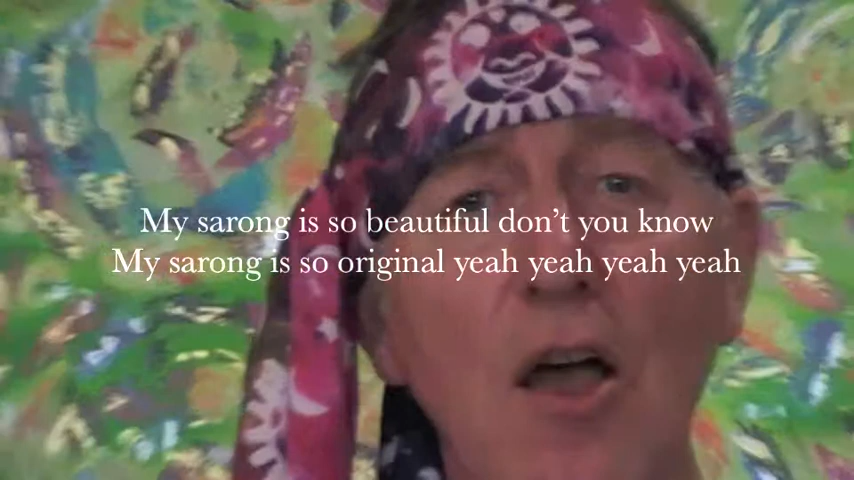 My sarong is so beautiful don’t you know
My sarong is so original yeah yeah yeah yeah